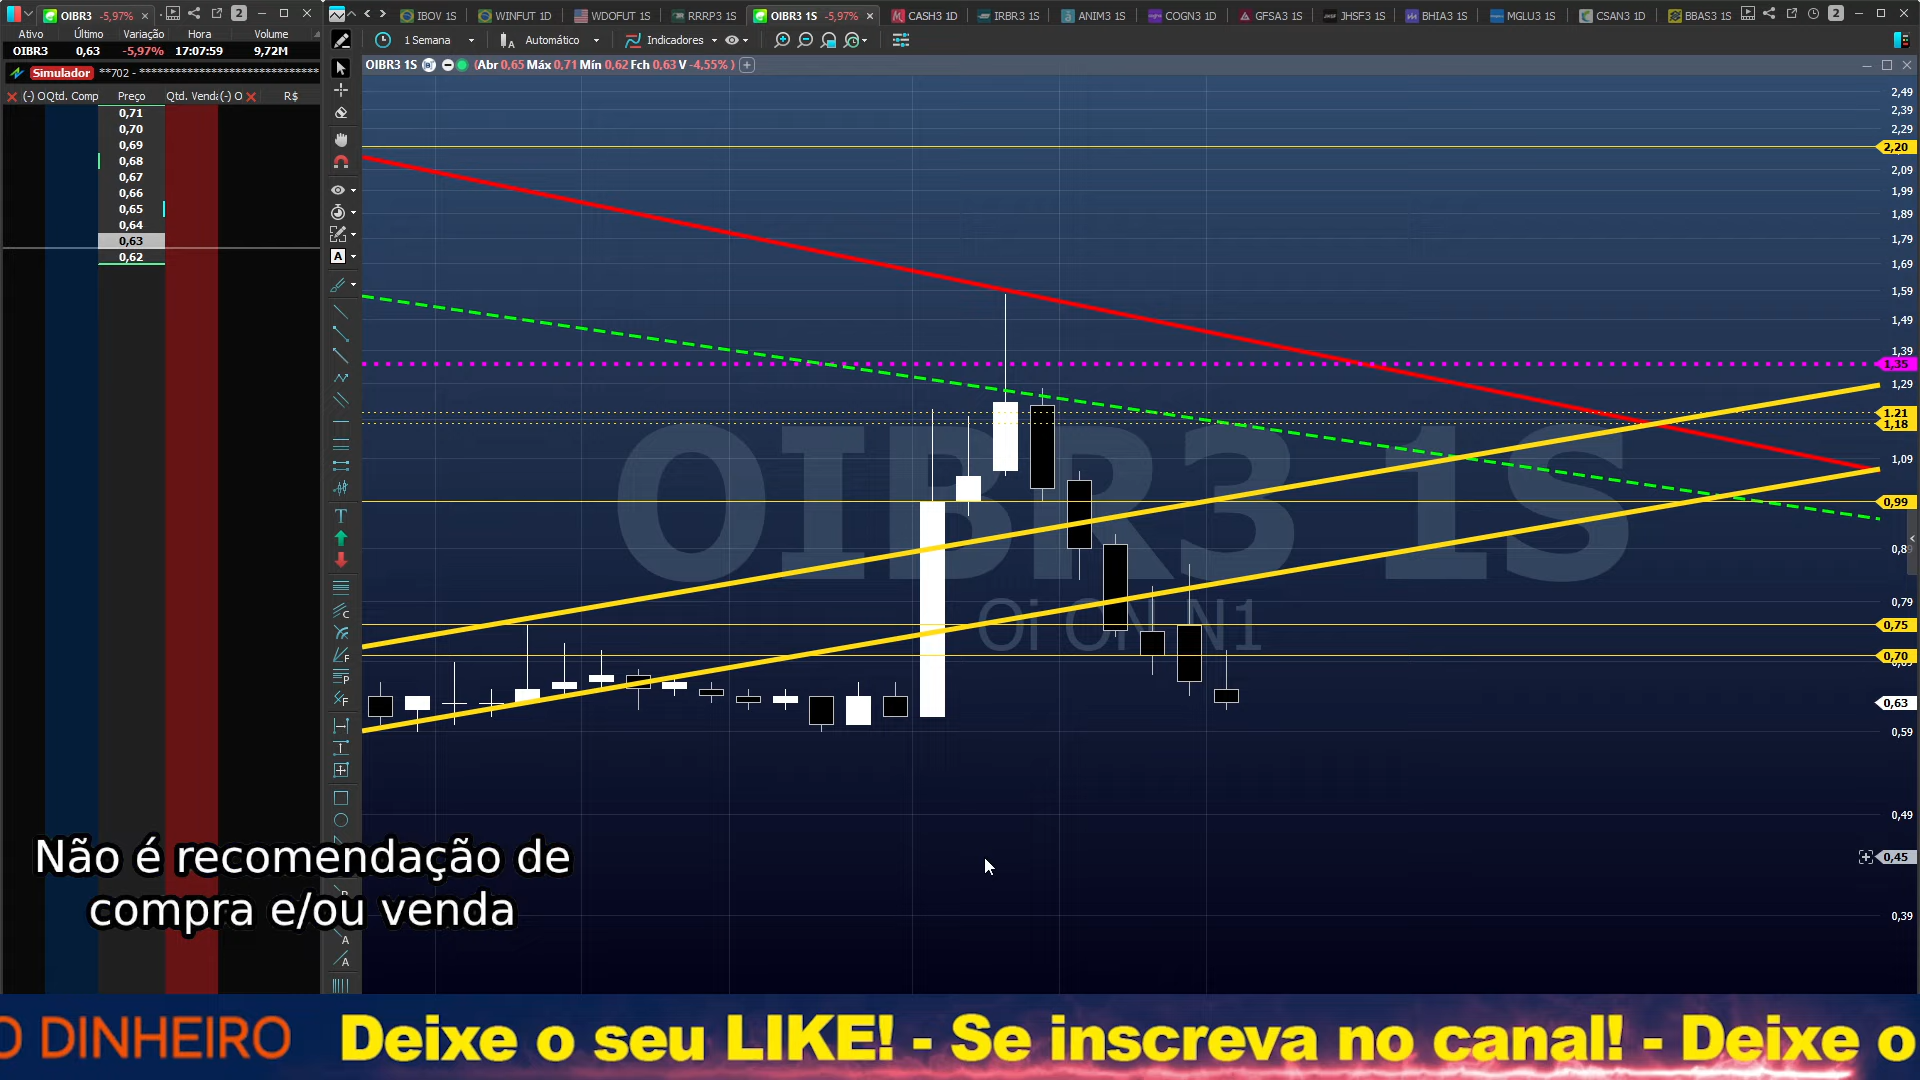 OIBR3 -5,97%
2
IBOV 1S
WINFUT 1D
WDOFUT 1S
RRRP3 1S
OIBR3 1S -5,97%
CASH3 1D
IRBR3 1S
ANIM3 1S
COGN3 1D
GFSA3 1S
JHSF3 1S
BHIA3 1S
MGLU3 1S
CSAN3 1D
BBAS3 1S
2
Ativo Último Variação Hora Volume
OIBR3 0,63 -5,97% 17:07:59 9,72M
1 Semana Automático Indicadores
Simulador **702 - ********************************
OIBR3 1S (Abr 0,65 Máx 0,71 Mín 0,62 Fch 0,63 V -4,55% )
(-) O Qtd. Comp Preço Qtd. Venda (-) O R$
0,71
0,70
0,69
0,68
0,67
0,66
0,65
0,64
0,63
0,62
2,49
2,39
2,29
2,20
2,09
1,99
1,89
1,79
1,69
1,59
1,49
1,39
1,35
1,29
1,21
1,18
1,09
0,99
0,79
0,75
0,70
0,63
0,59
0,49
0,45
0,39
OIBR3 1S
Oi ON N1
Não é recomendação de
compra e/ou venda
O DINHEIRO Deixe o seu LIKE! - Se inscreva no canal! - Deixe o